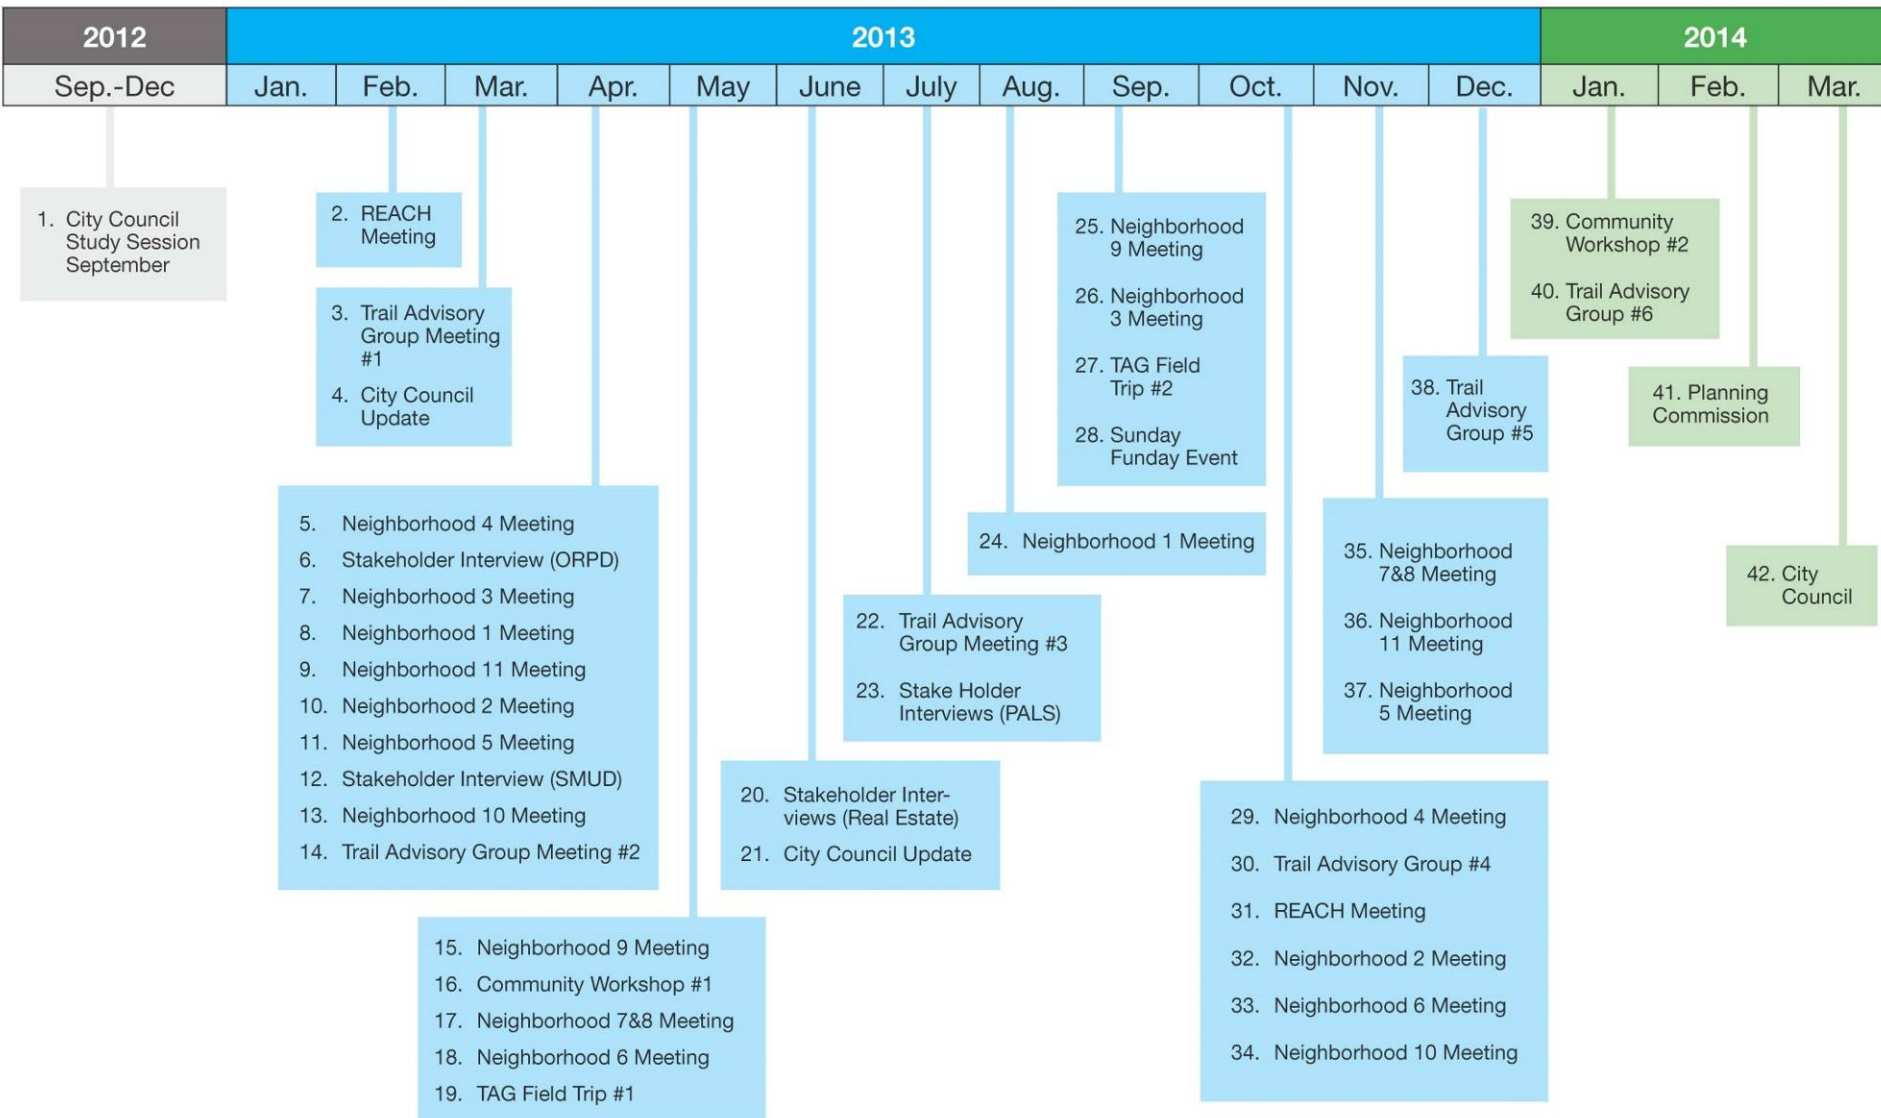 2012
2013
2014
Sep.-Dec
Jan.
Feb.
Mar.
Apr.
May
June
July
Aug.
Sep.
Oct.
Nov.
Dec.
Jan.
Feb.
Mar.
1. City Council
Study Session
September
2. REACH
Meeting
3. Trail Advisory
Group Meeting
#1
4. City Council
Update
5. Neighborhood 4 Meeting
6. Stakeholder Interview (ORPD)
7. Neighborhood 3 Meeting
8. Neighborhood 1 Meeting
9. Neighborhood 11 Meeting
10. Neighborhood 2 Meeting
11. Neighborhood 5 Meeting
12. Stakeholder Interview (SMUD)
13. Neighborhood 10 Meeting
14. Trail Advisory Group Meeting #2
15. Neighborhood 9 Meeting
16. Community Workshop #1
17. Neighborhood 7&8 Meeting
18. Neighborhood 6 Meeting
19. TAG Field Trip #1
20. Stakeholder Inter-
views (Real Estate)
21. City Council Update
22. Trail Advisory
Group Meeting #3
23. Stake Holder
Interviews (PALS)
24. Neighborhood 1 Meeting
25. Neighborhood
9 Meeting
26. Neighborhood
3 Meeting
27. TAG Field
Trip #2
28. Sunday
Funday Event
29. Neighborhood 4 Meeting
30. Trail Advisory Group #4
31. REACH Meeting
32. Neighborhood 2 Meeting
33. Neighborhood 6 Meeting
34. Neighborhood 10 Meeting
35. Neighborhood
7&8 Meeting
36. Neighborhood
11 Meeting
37. Neighborhood
5 Meeting
38. Trail
Advisory
Group #5
39. Community
Workshop #2
40. Trail Advisory
Group #6
41. Planning
Commission
42. City
Council